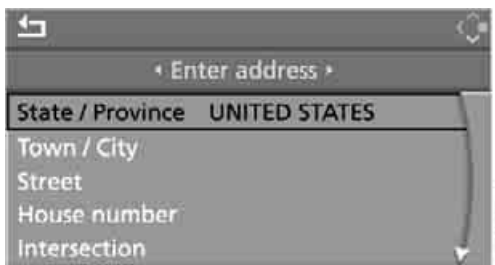 Enter address
State / Province UNITED STATES
Town / City
Street
House number
Intersection